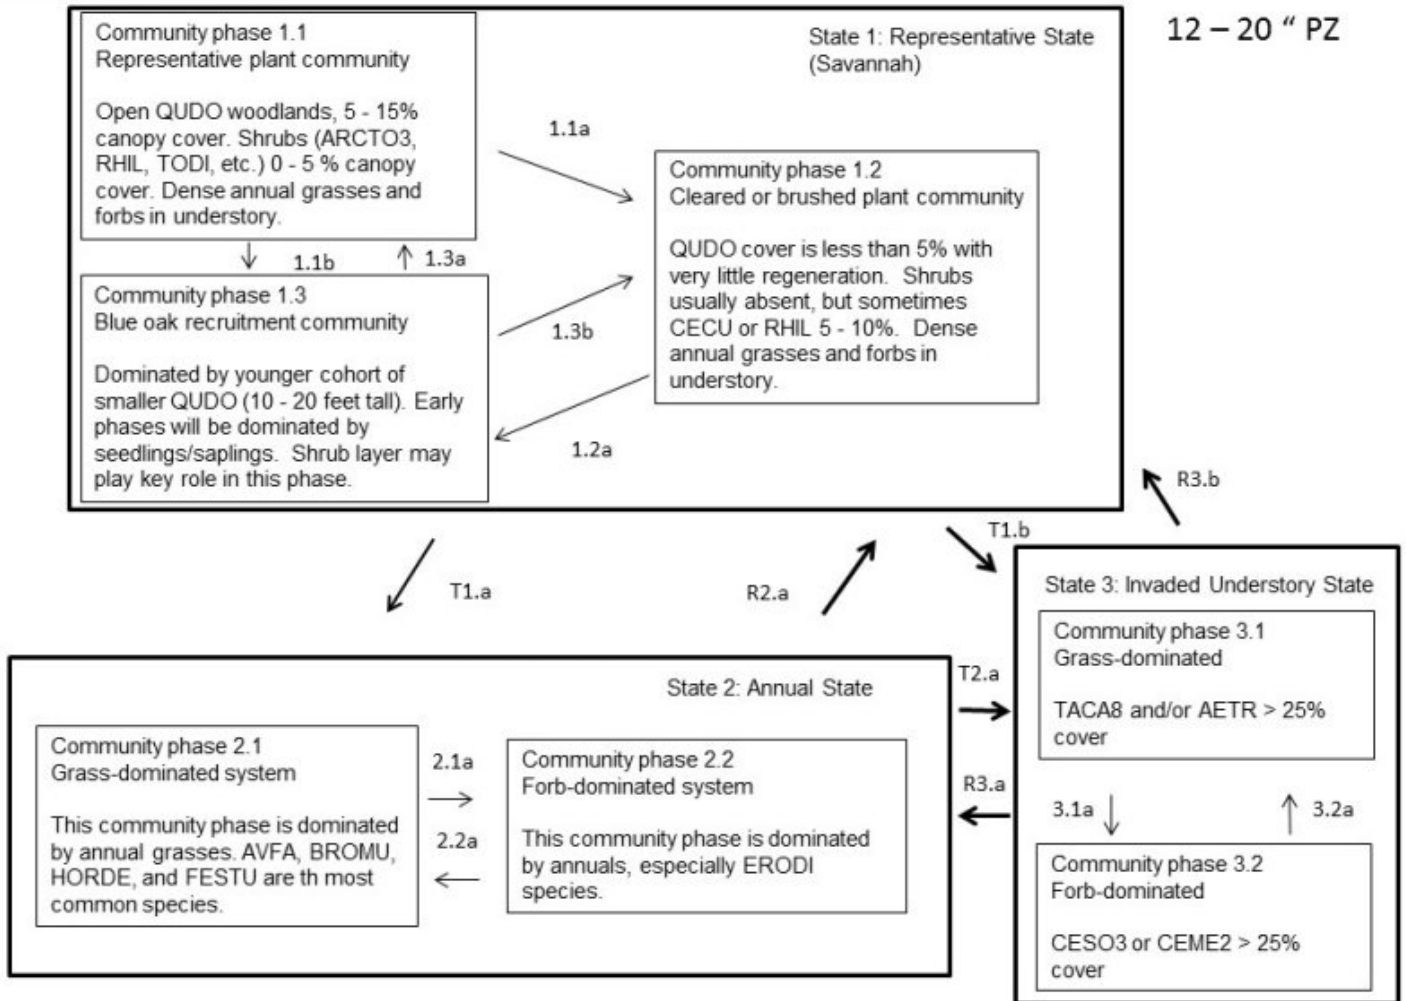 12 – 20 “ PZ
State 1: Representative State
(Savannah)
Community phase 1.1
Representative plant community
Open QUDO woodlands, 5 - 15%
canopy cover. Shrubs (ARCTO3,
RHIL, TODI, etc.) 0 - 5 % canopy
cover. Dense annual grasses and
forbs in understory.
1.1a
1.1b
1.3a
Community phase 1.2
Cleared or brushed plant community
QUDO cover is less than 5% with
very little regeneration. Shrubs
usually absent, but sometimes
CECU or RHIL 5 - 10%. Dense
annual grasses and forbs in
understory.
Community phase 1.3
Blue oak recruitment community
Dominated by younger cohort of
smaller QUDO (10 - 20 feet tall). Early
phases will be dominated by
seedlings/saplings. Shrub layer may
play key role in this phase.
1.3b
1.2a
R3.b
T1.b
T1.a
R2.a
State 2: Annual State
Community phase 2.1
Grass-dominated system
This community phase is dominated
by annual grasses. AVFA, BROMU,
HORDE, and FESTU are th most
common species.
2.1a
2.2a
Community phase 2.2
Forb-dominated system
This community phase is dominated
by annuals, especially ERODI
species.
T2.a
R3.a
State 3: Invaded Understory State
Community phase 3.1
Grass-dominated
TACA8 and/or AETR > 25%
cover
3.1a
3.2a
Community phase 3.2
Forb-dominated
CESO3 or CEME2 > 25%
cover